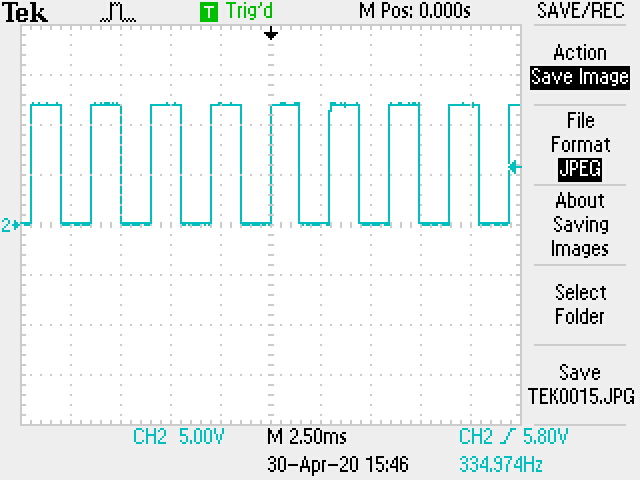 Tek T Trig'd M Pos: 0.000s SAVE/REC
Action
Save Image
File
Format
JPEG
About
Saving
Images
2
Select
Folder
Save
TEK0015.JPG
CH2 5.00V M 2.50ms CH2 5.80V
30-Apr-20 15:46 334.974Hz